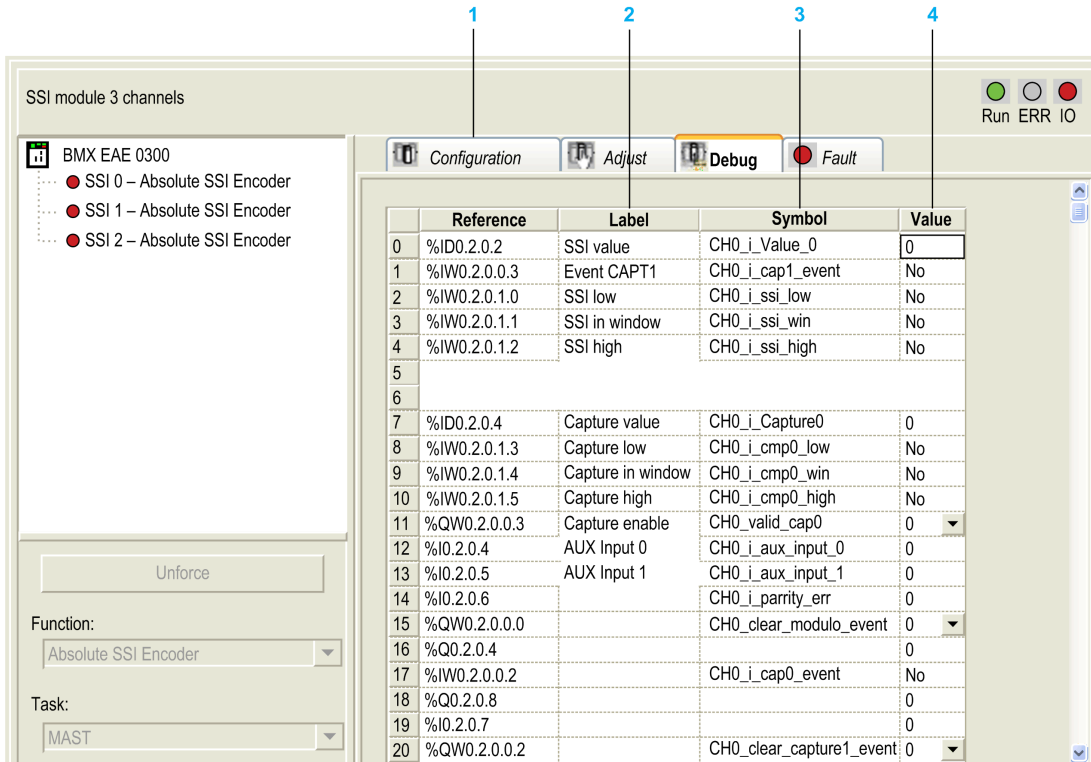 1 2 3 4
SSI module 3 channels
Run ERR IO
BMX EAE 0300
SSI 0 – Absolute SSI Encoder
SSI 1 – Absolute SSI Encoder
SSI 2 – Absolute SSI Encoder
Unforce
Function:
Absolute SSI Encoder
Task:
MAST
Configuration Adjust Debug Fault
Reference Label Symbol Value
0 %ID0.2.0.2 SSI value CH0_i_Value_0 0
1 %IW0.2.0.0.3 Event CAPT1 CH0_i_cap1_event No
2 %IW0.2.0.1.0 SSI low CH0_i_ssi_low No
3 %IW0.2.0.1.1 SSI in window CH0_i_ssi_win No
4 %IW0.2.0.1.2 SSI high CH0_i_ssi_high No
5
6
7 %ID0.2.0.4 Capture value CH0_i_Capture0 0
8 %IW0.2.0.1.3 Capture low CH0_i_cmp0_low No
9 %IW0.2.0.1.4 Capture in window CH0_i_cmp0_win No
10 %IW0.2.0.1.5 Capture high CH0_i_cmp0_high No
11 %QW0.2.0.0.3 Capture enable CH0_valid_cap0 0
12 %I0.2.0.4 AUX Input 0 CH0_i_aux_input_0 0
13 %I0.2.0.5 AUX Input 1 CH0_i_aux_input_1 0
14 %I0.2.0.6 CH0_i_parrity_err 0
15 %QW0.2.0.0.0 CH0_clear_modulo_event 0
16 %Q0.2.0.4 0
17 %IW0.2.0.0.2 CH0_i_cap0_event No
18 %Q0.2.0.8 0
19 %I0.2.0.7 0
20 %QW0.2.0.0.2 CH0_clear_capture1_event 0